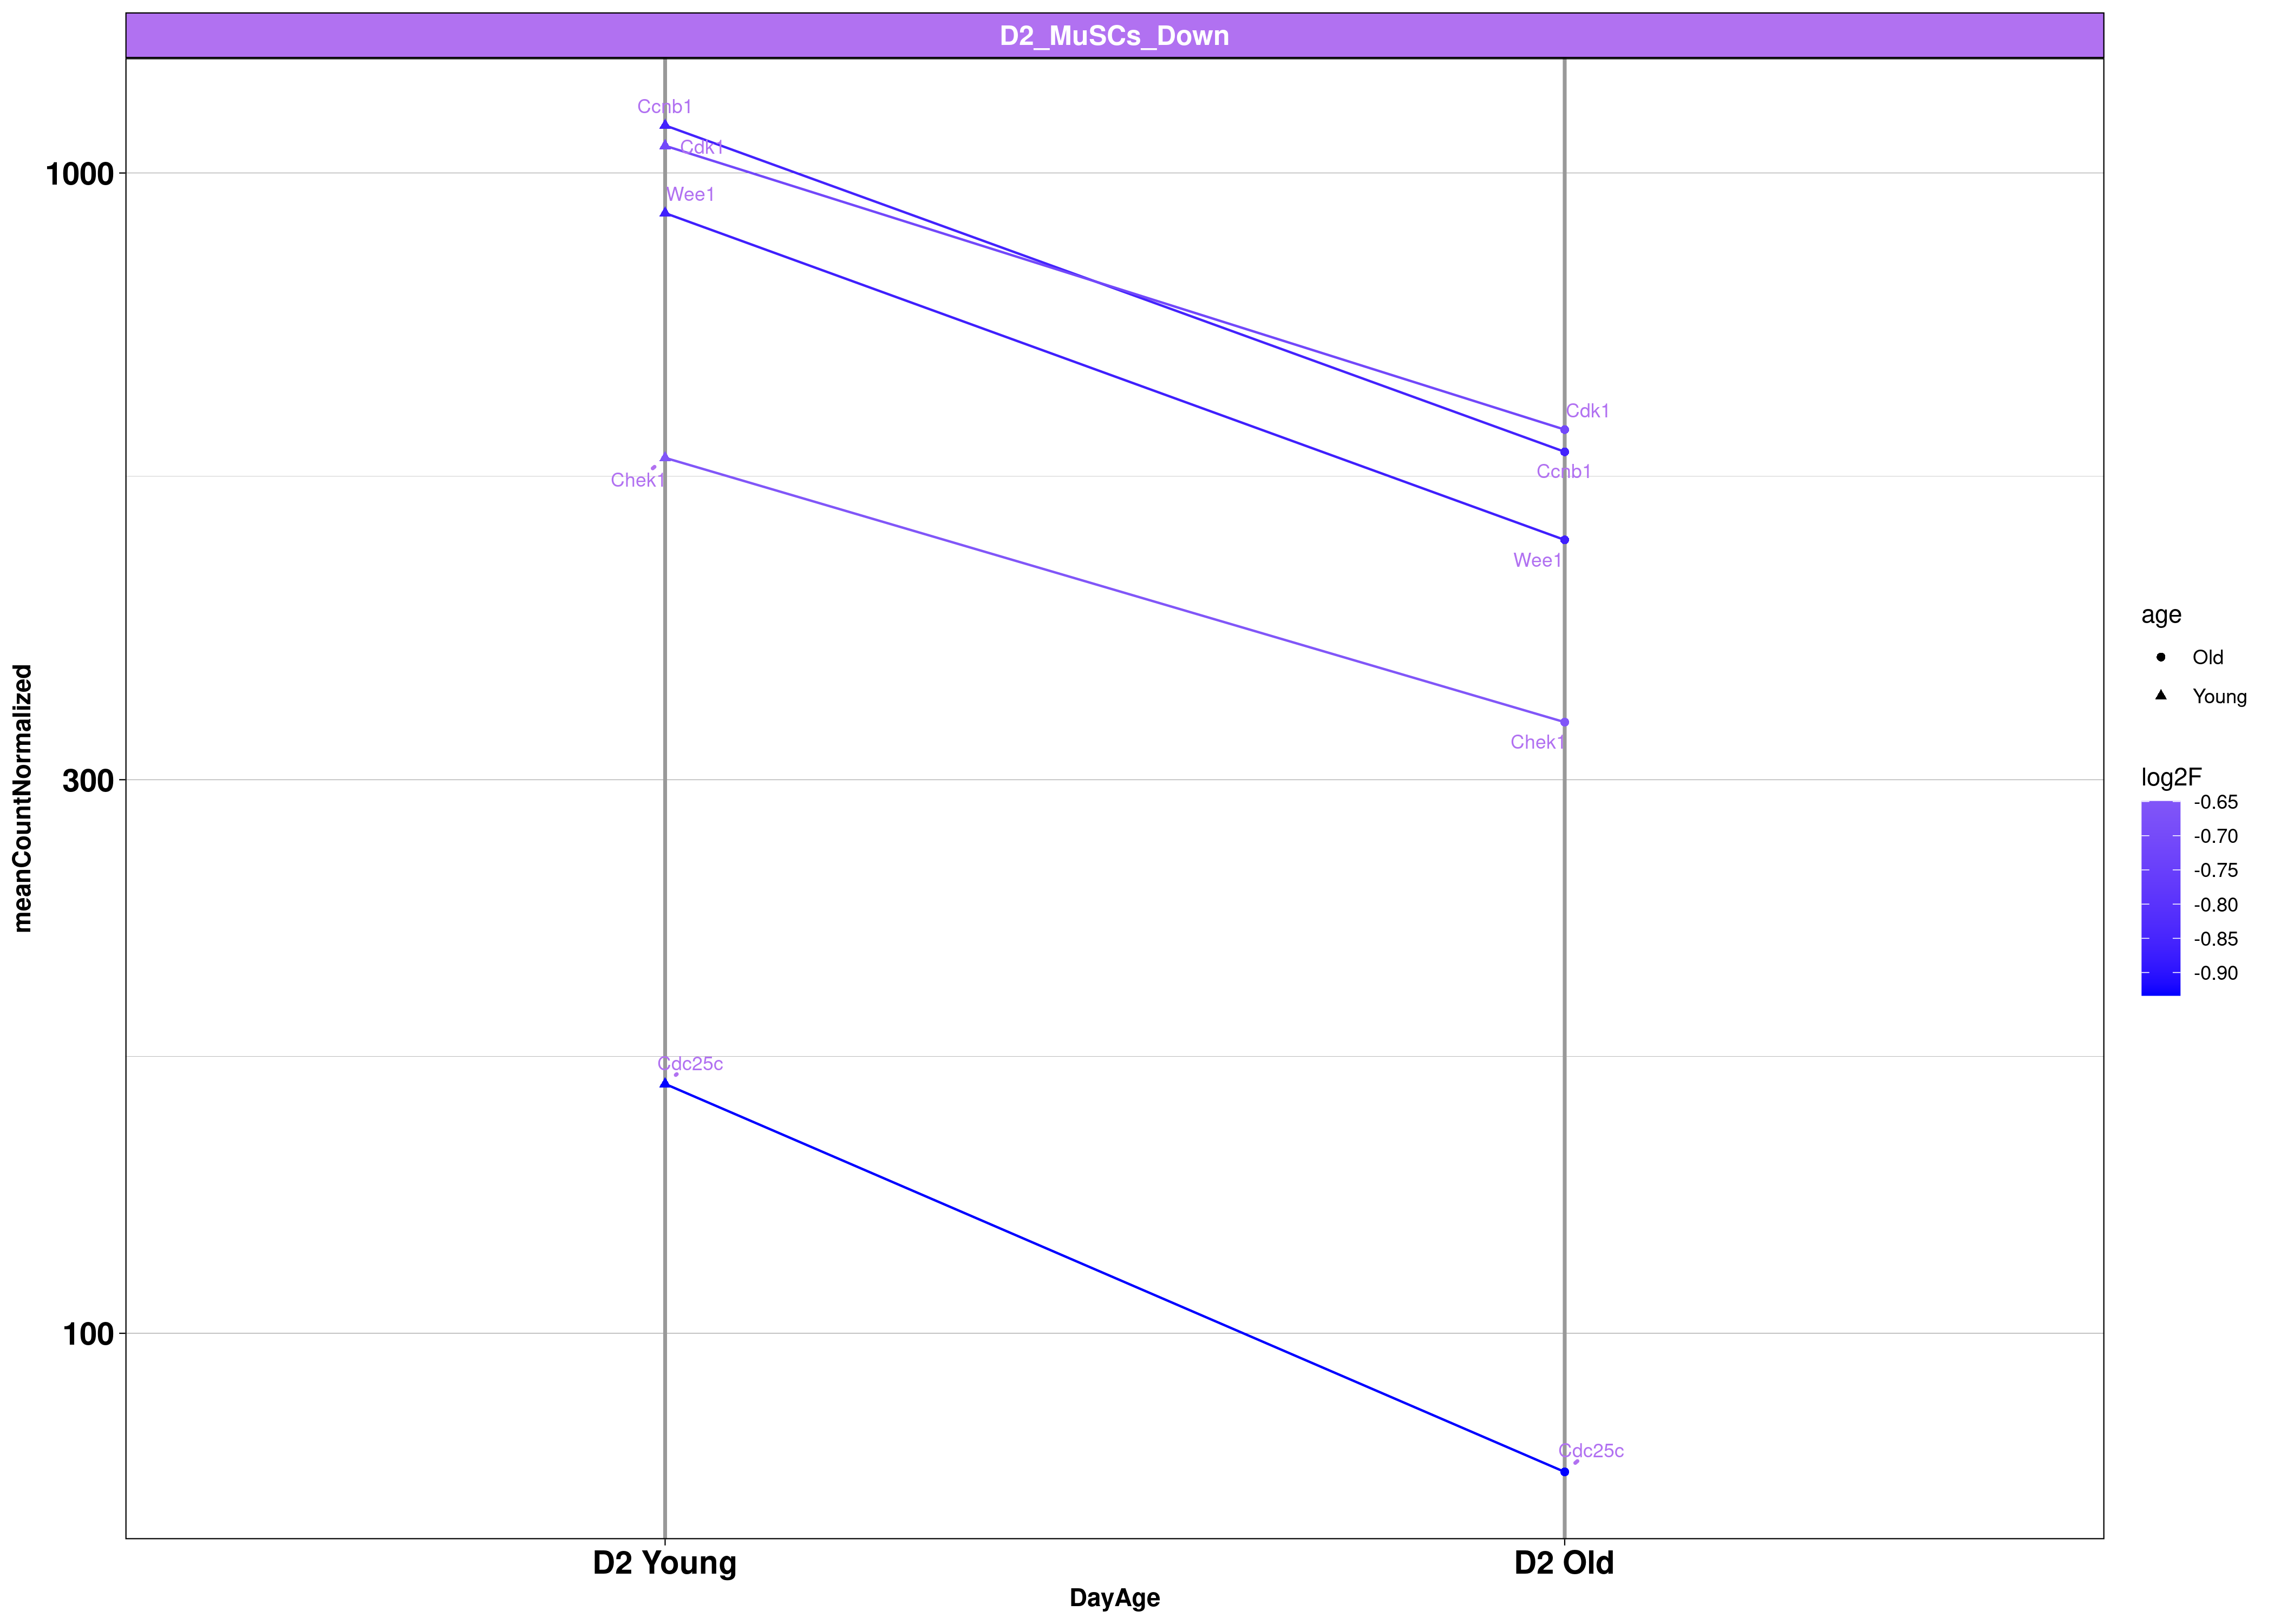 D2_MuSCs_Down
Ccnb1
Cdk1
1000
Wee1
Cdk1
Ccnb1
Chek1
Wee1
Chek1
300
Cdc25c
100
Cdc25c
meanCountNormalized
D2 Young
D2 Old
DayAge
age
Old
Young
log2F
-0.65
-0.70
-0.75
-0.80
-0.85
-0.90